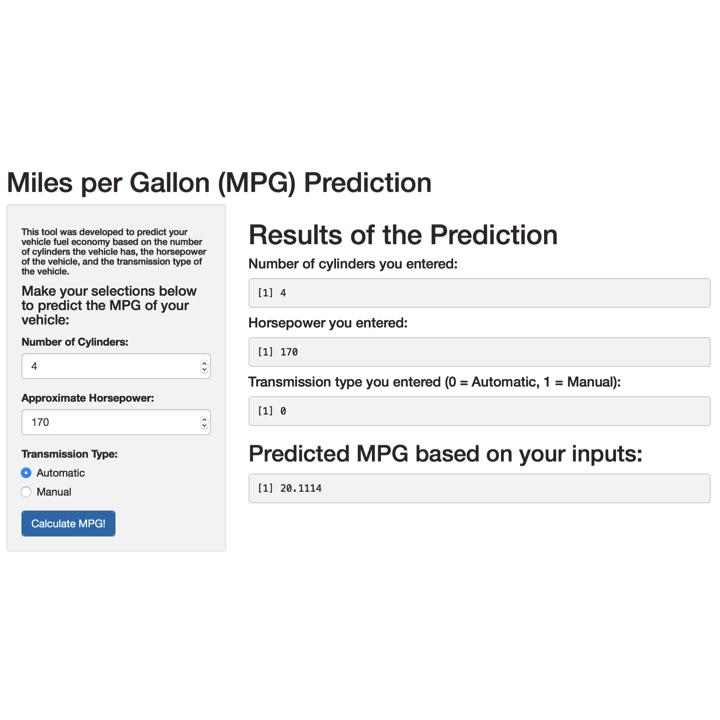 Miles per Gallon (MPG) Prediction
This tool was developed to predict your
vehicle fuel economy based on the number
of cylinders the vehicle has, the horsepower
of the vehicle, and the transmission type of
the vehicle.
Make your selections below
to predict the MPG of your
vehicle:
Number of Cylinders:
4
Approximate Horsepower:
170
Transmission Type:
Automatic
Manual
Calculate MPG!
Results of the Prediction
Number of cylinders you entered:
[1] 4
Horsepower you entered:
[1] 170
Transmission type you entered (0 = Automatic, 1 = Manual):
[1] 0
Predicted MPG based on your inputs:
[1] 20.1114